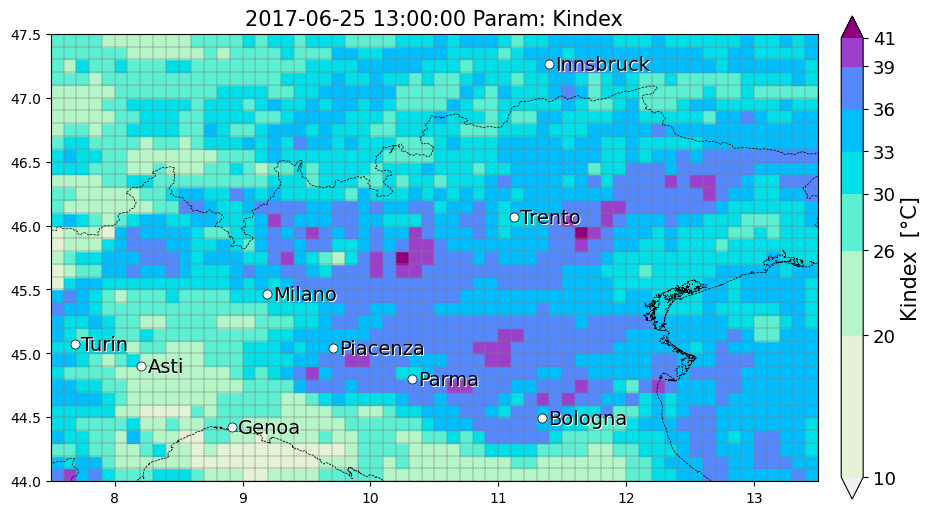 2017-06-25 13:00:00 Param: Kindex
47.5
47.0
46.5
46.0
45.5
45.0
44.5
44.0
8
9
10
11
12
13
Innsbruck
Trento
Milano
Turin
Asti
Piacenza
Parma
Genoa
Bologna
41
39
36
33
30
26
20
10
Kindex [°C]